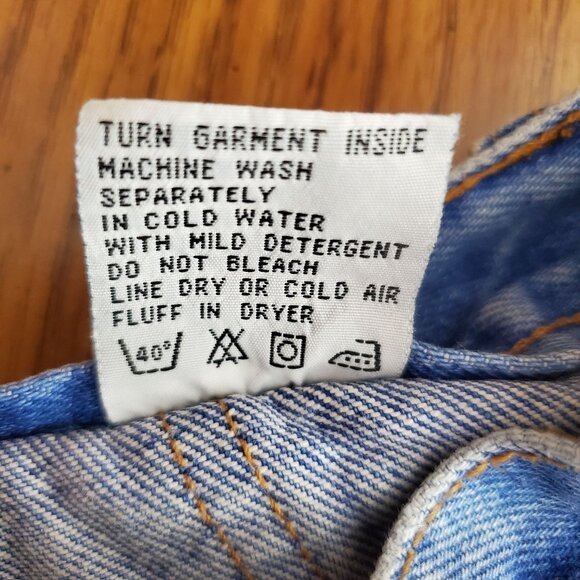 TURN GARMENT INSIDE
MACHINE WASH
SEPARATELY
IN COLD WATER
WITH MILD DETERGENT
DO NOT BLEACH
LINE DRY OR COLD AIR
FLUFF IN DRYER
40°